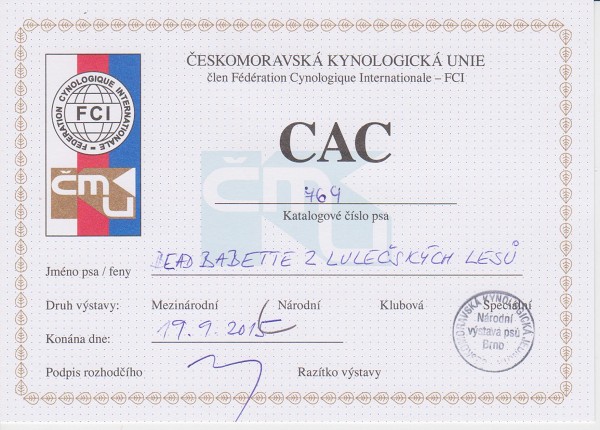 ČESKOMORAVSKÁ KYNOLOGICKÁ UNIE
člen Fédération Cynologique Internationale – FCI
FEDERATION CYNOLOGIQUE INTERNATIONALE
FCI
ČMKU
CAC
769
Katalogové číslo psa
Jméno psa / feny BABETTE Z LULEČSKÝCH LESŮ
Druh výstavy: Mezinárodní Národní Klubová Speciální
Konána dne: 19.9.2015
Národní
výstava psů
Brno
Podpis rozhodčího Razítko výstavy